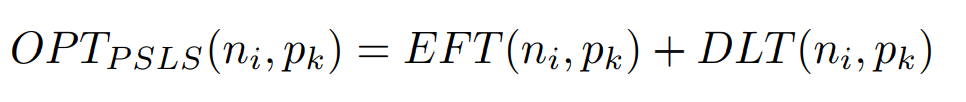 OPT_{PSLS}(n_i, p_k) = EFT(n_i, p_k) + DLT(n_i, p_k)